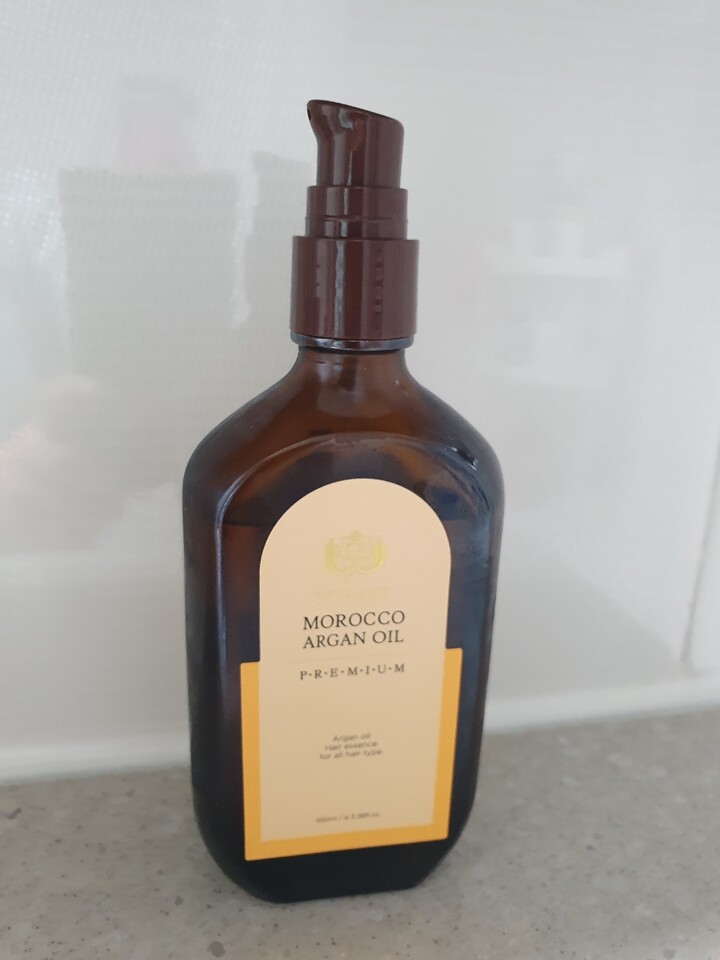 MOROCCO
ARGAN OIL
P·R·E·M·I·U·M
Argan oil
Hair essence
for all hair type